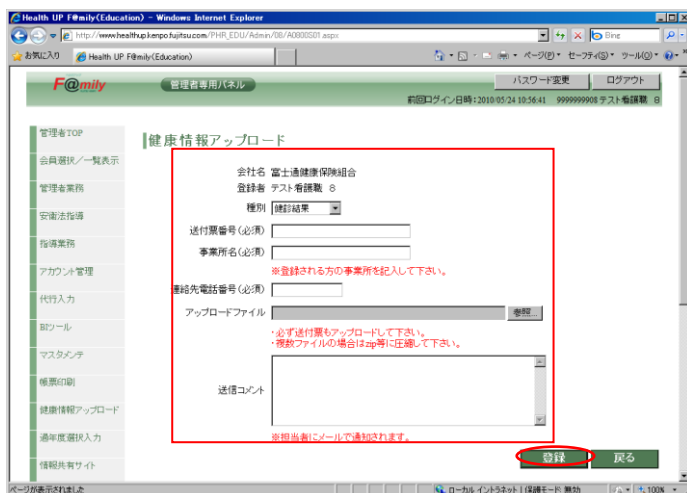 Health UP F@mily(Education) - Windows Internet Explorer
http://www.healthup.kenpo.fujitsu.com/PHR_EDU/Admin/08/A0800501.aspx
Bing
お気に入り
Health UP F@mily(Education)
ページ(P)
セーフティ(S)
ツール(O)
F@mily
管理者専用パネル
パスワード変更
ログアウト
前回ログイン日時:2010/05/24 10:56:41 9999999908 テスト看護職 8
管理者TOP
会員選択/一覧表示
管理者業務
安衛法指導
指導業務
アカウント管理
代行入力
BIツール
マスタメンテ
帳票印刷
健康情報アップロード
過年度選択入力
情報共有サイト
健康情報アップロード
会社名 富士通健康保険組合
登録者 テスト看護職 8
種別 健診結果
送付票番号(必須)
事業所名(必須)
※登録される方の事業所を記入して下さい。
連絡先電話番号(必須)
アップロードファイル
参照...
・必ず送付票もアップロードして下さい。
・複数ファイルの場合はzip等に圧縮して下さい。
送信コメント
※担当者にメールで通知されます。
登録
戻る
ページが表示されました
ローカル イントラネット | 保護モード: 無効
100%